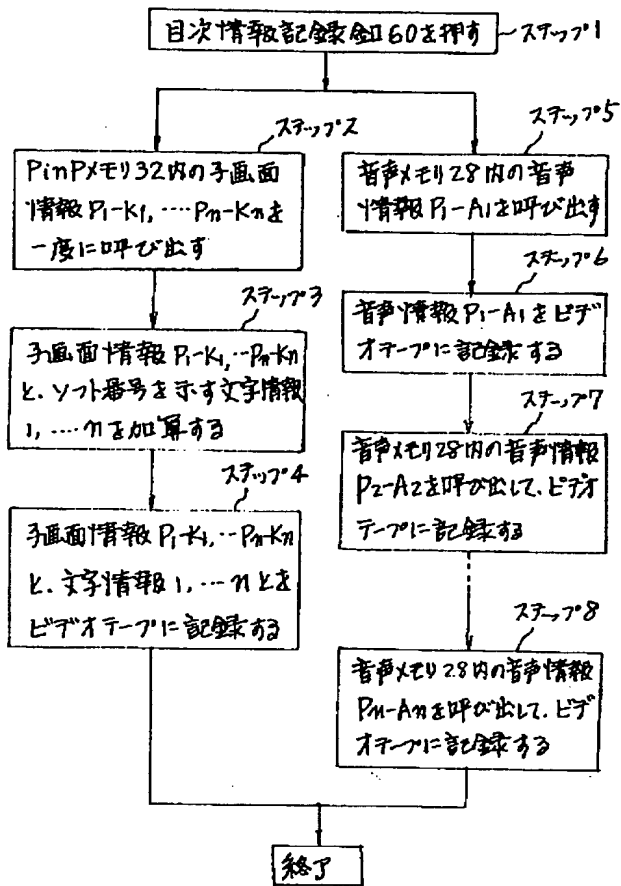 目次情報記録釦60を押す
ステップ1
ステップ2
PinPメモリ32内の子画面
情報P1-K1,‥‥Pn-Knを
一度に呼び出す
ステップ3
子画面情報P1-K1,‥Pn-Kn
と、ソフト番号を示す文字情報
1,‥‥nを加算する
ステップ4
子画面情報P1-K1,‥Pn-Kn
と、文字情報1,‥‥nとを
ビデオテープに記録する
ステップ5
音声メモリ28内の音声
情報P1-A1を呼び出す
ステップ6
音声情報P1-A1をビデ
オテープに記録する
ステップ7
音声メモリ28内の音声情報
P2-A2を呼び出して、ビデオ
テープに記録する
ステップ8
音声メモリ28内の音声情報
Pn-Anを呼び出して、ビデ
オテープに記録する
終了